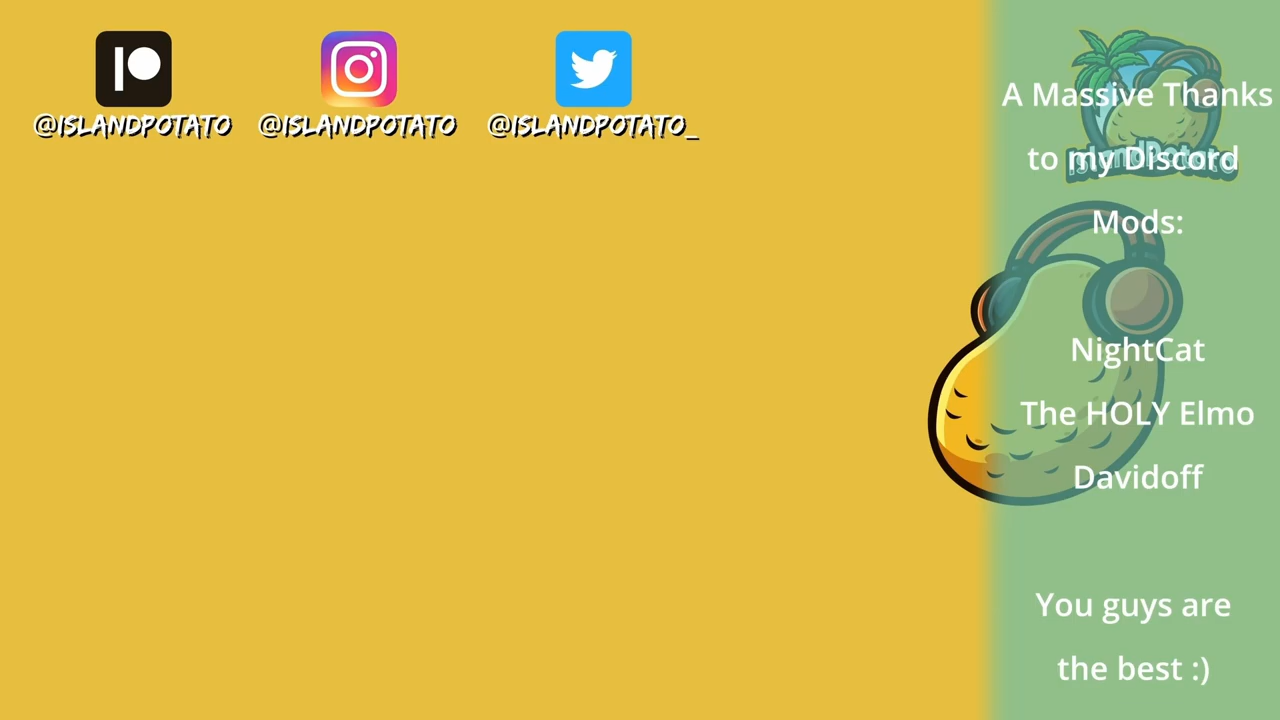 @ISLANDPOTATO @ISLANDPOTATO @ISLANDPOTATO_
A Massive Thanks
to my Discord
Mods:
IslandPotato
NightCat
The HOLY Elmo
Davidoff
You guys are
the best :)